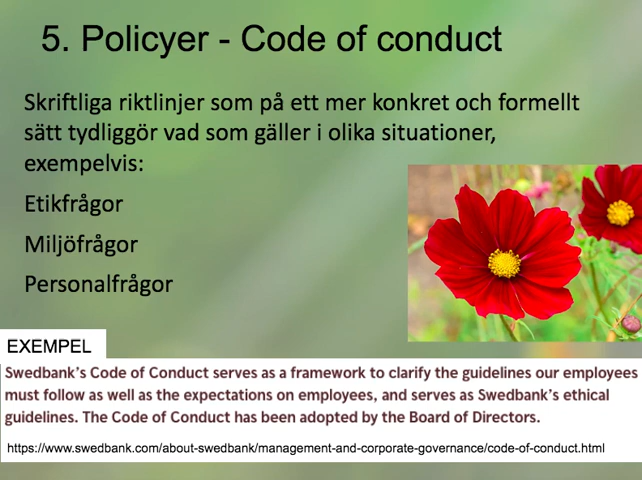 5. Policyer - Code of conduct
Skriftliga riktlinjer som på ett mer konkret och formellt
sätt tydliggör vad som gäller i olika situationer,
exempelvis:
Etikfrågor
Miljöfrågor
Personalfrågor
EXEMPEL
Swedbank's Code of Conduct serves as a framework to clarify the guidelines our employees
must follow as well as the expectations on employees, and serves as Swedbank's ethical
guidelines. The Code of Conduct has been adopted by the Board of Directors.
https://www.swedbank.com/about-swedbank/management-and-corporate-governance/code-of-conduct.html